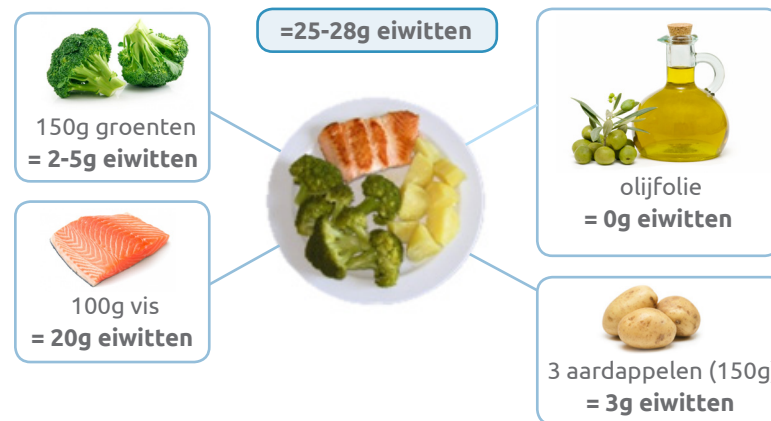 =25-28g eiwitten
150g groenten
= 2-5g eiwitten
100g vis
= 20g eiwitten
olijfolie
= 0g eiwitten
3 aardappelen (150g
= 3g eiwitten